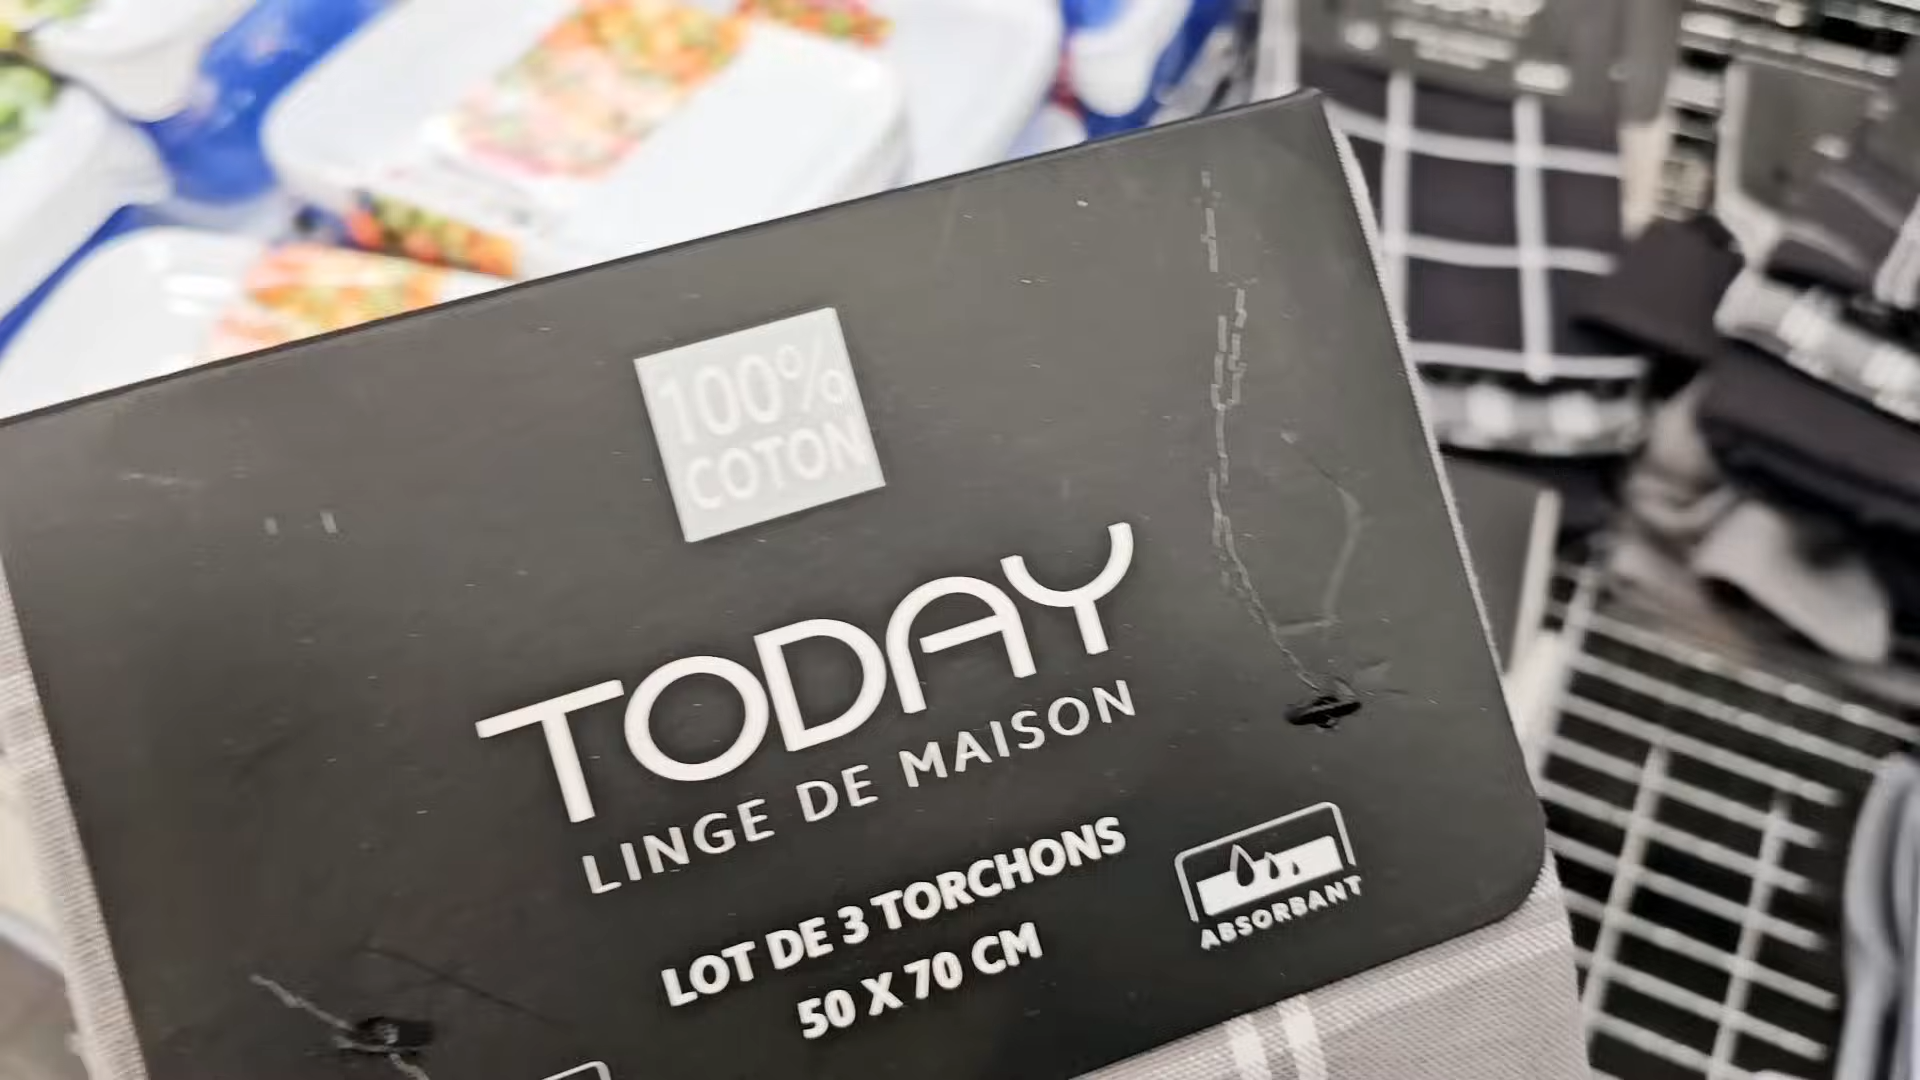 100%
COTON
TODAY
LINGE DE MAISON
LOT DE 3 TORCHONS
50 X 70 CM
ABSORBANT